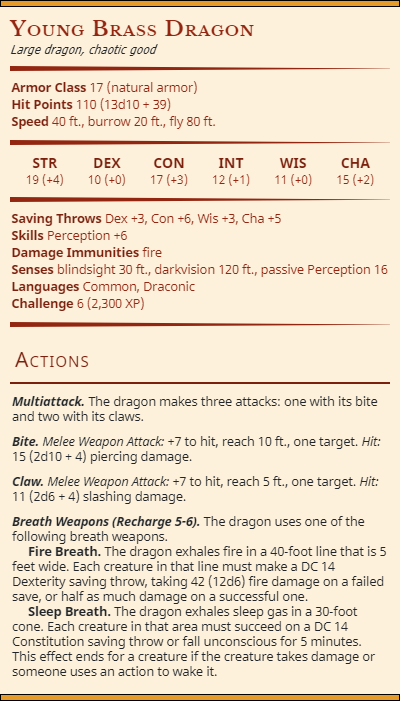 Young Brass Dragon
Large dragon, chaotic good
Armor Class 17 (natural armor)
Hit Points 110 (13d10 + 39)
Speed 40 ft., burrow 20 ft., fly 80 ft.
STR DEX CON INT WIS CHA
19 (+4) 10 (+0) 17 (+3) 12 (+1) 11 (+0) 15 (+2)
Saving Throws Dex +3, Con +6, Wis +3, Cha +5
Skills Perception +6
Damage Immunities fire
Senses blindsight 30 ft., darkvision 120 ft., passive Perception 16
Languages Common, Draconic
Challenge 6 (2,300 XP)
Actions
Multiattack. The dragon makes three attacks: one with its bite
and two with its claws.
Bite. Melee Weapon Attack: +7 to hit, reach 10 ft., one target. Hit:
15 (2d10 + 4) piercing damage.
Claw. Melee Weapon Attack: +7 to hit, reach 5 ft., one target. Hit:
11 (2d6 + 4) slashing damage.
Breath Weapons (Recharge 5-6). The dragon uses one of the
following breath weapons.
Fire Breath. The dragon exhales fire in a 40-foot line that is 5
feet wide. Each creature in that line must make a DC 14
Dexterity saving throw, taking 42 (12d6) fire damage on a failed
save, or half as much damage on a successful one.
Sleep Breath. The dragon exhales sleep gas in a 30-foot
cone. Each creature in that area must succeed on a DC 14
Constitution saving throw or fall unconscious for 5 minutes.
This effect ends for a creature if the creature takes damage or
someone uses an action to wake it.